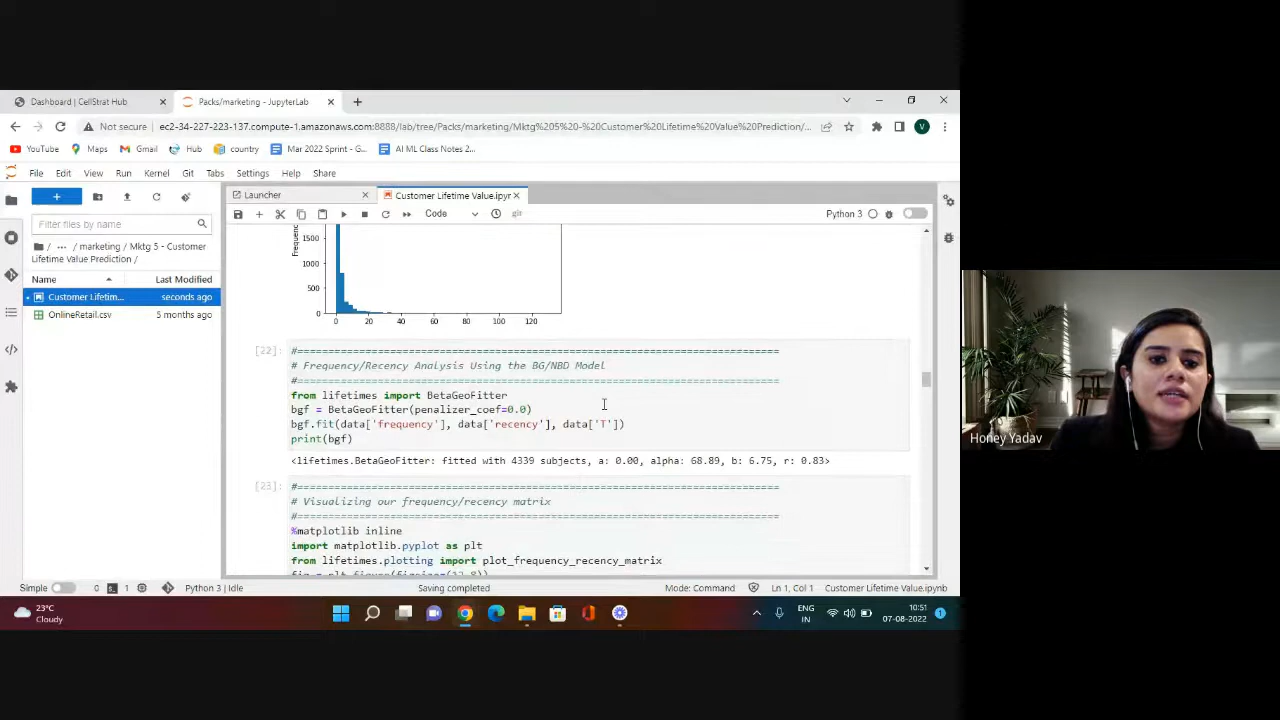 Dashboard | CellStrat Hub
Packs/marketing - JupyterLab
Not secure
ec2-34-227-223-137.compute-1.amazonaws.com:8888/lab/tree/Packs/marketing/Mktg%205%20-%20Customer%20Lifetime%20Value%20Prediction/...
YouTube
Maps
Gmail
Hub
country
Mar 2022 Sprint - G...
AI ML Class Notes 2...
File Edit View Run Kernel Git Tabs Settings Help Share
Launcher
Customer Lifetime Value.ipyr
Code
git
Python 3
Filter files by name
/ ... / marketing / Mktg 5 - Customer
Lifetime Value Prediction /
Name
Last Modified
Customer Lifetim...
seconds ago
OnlineRetail.csv
5 months ago
Frequenc
1500
1000
500
0
0 20 40 60 80 100 120
[22]:
#==============================================================
# Frequency/Recency Analysis Using the BG/NBD Model
#==============================================================
from lifetimes import BetaGeoFitter
bgf = BetaGeoFitter(penalizer_coef=0.0)
bgf.fit(data['frequency'], data['recency'], data['T'])
print(bgf)
<lifetimes.BetaGeoFitter: fitted with 4339 subjects, a: 0.00, alpha: 68.89, b: 6.75, r: 0.83>
[23]:
#==============================================================
# Visualizing our frequency/recency matrix
#==============================================================
%matplotlib inline
import matplotlib.pyplot as plt
from lifetimes.plotting import plot_frequency_recency_matrix
fig = plt.figure(figsize=(12,8))
Simple
0
1
Python 3 | Idle
Saving completed
Mode: Command
Ln 1, Col 1
Customer Lifetime Value.ipynb
23°C
Cloudy
ENG
IN
10:51
07-08-2022
1
Honey Yadav